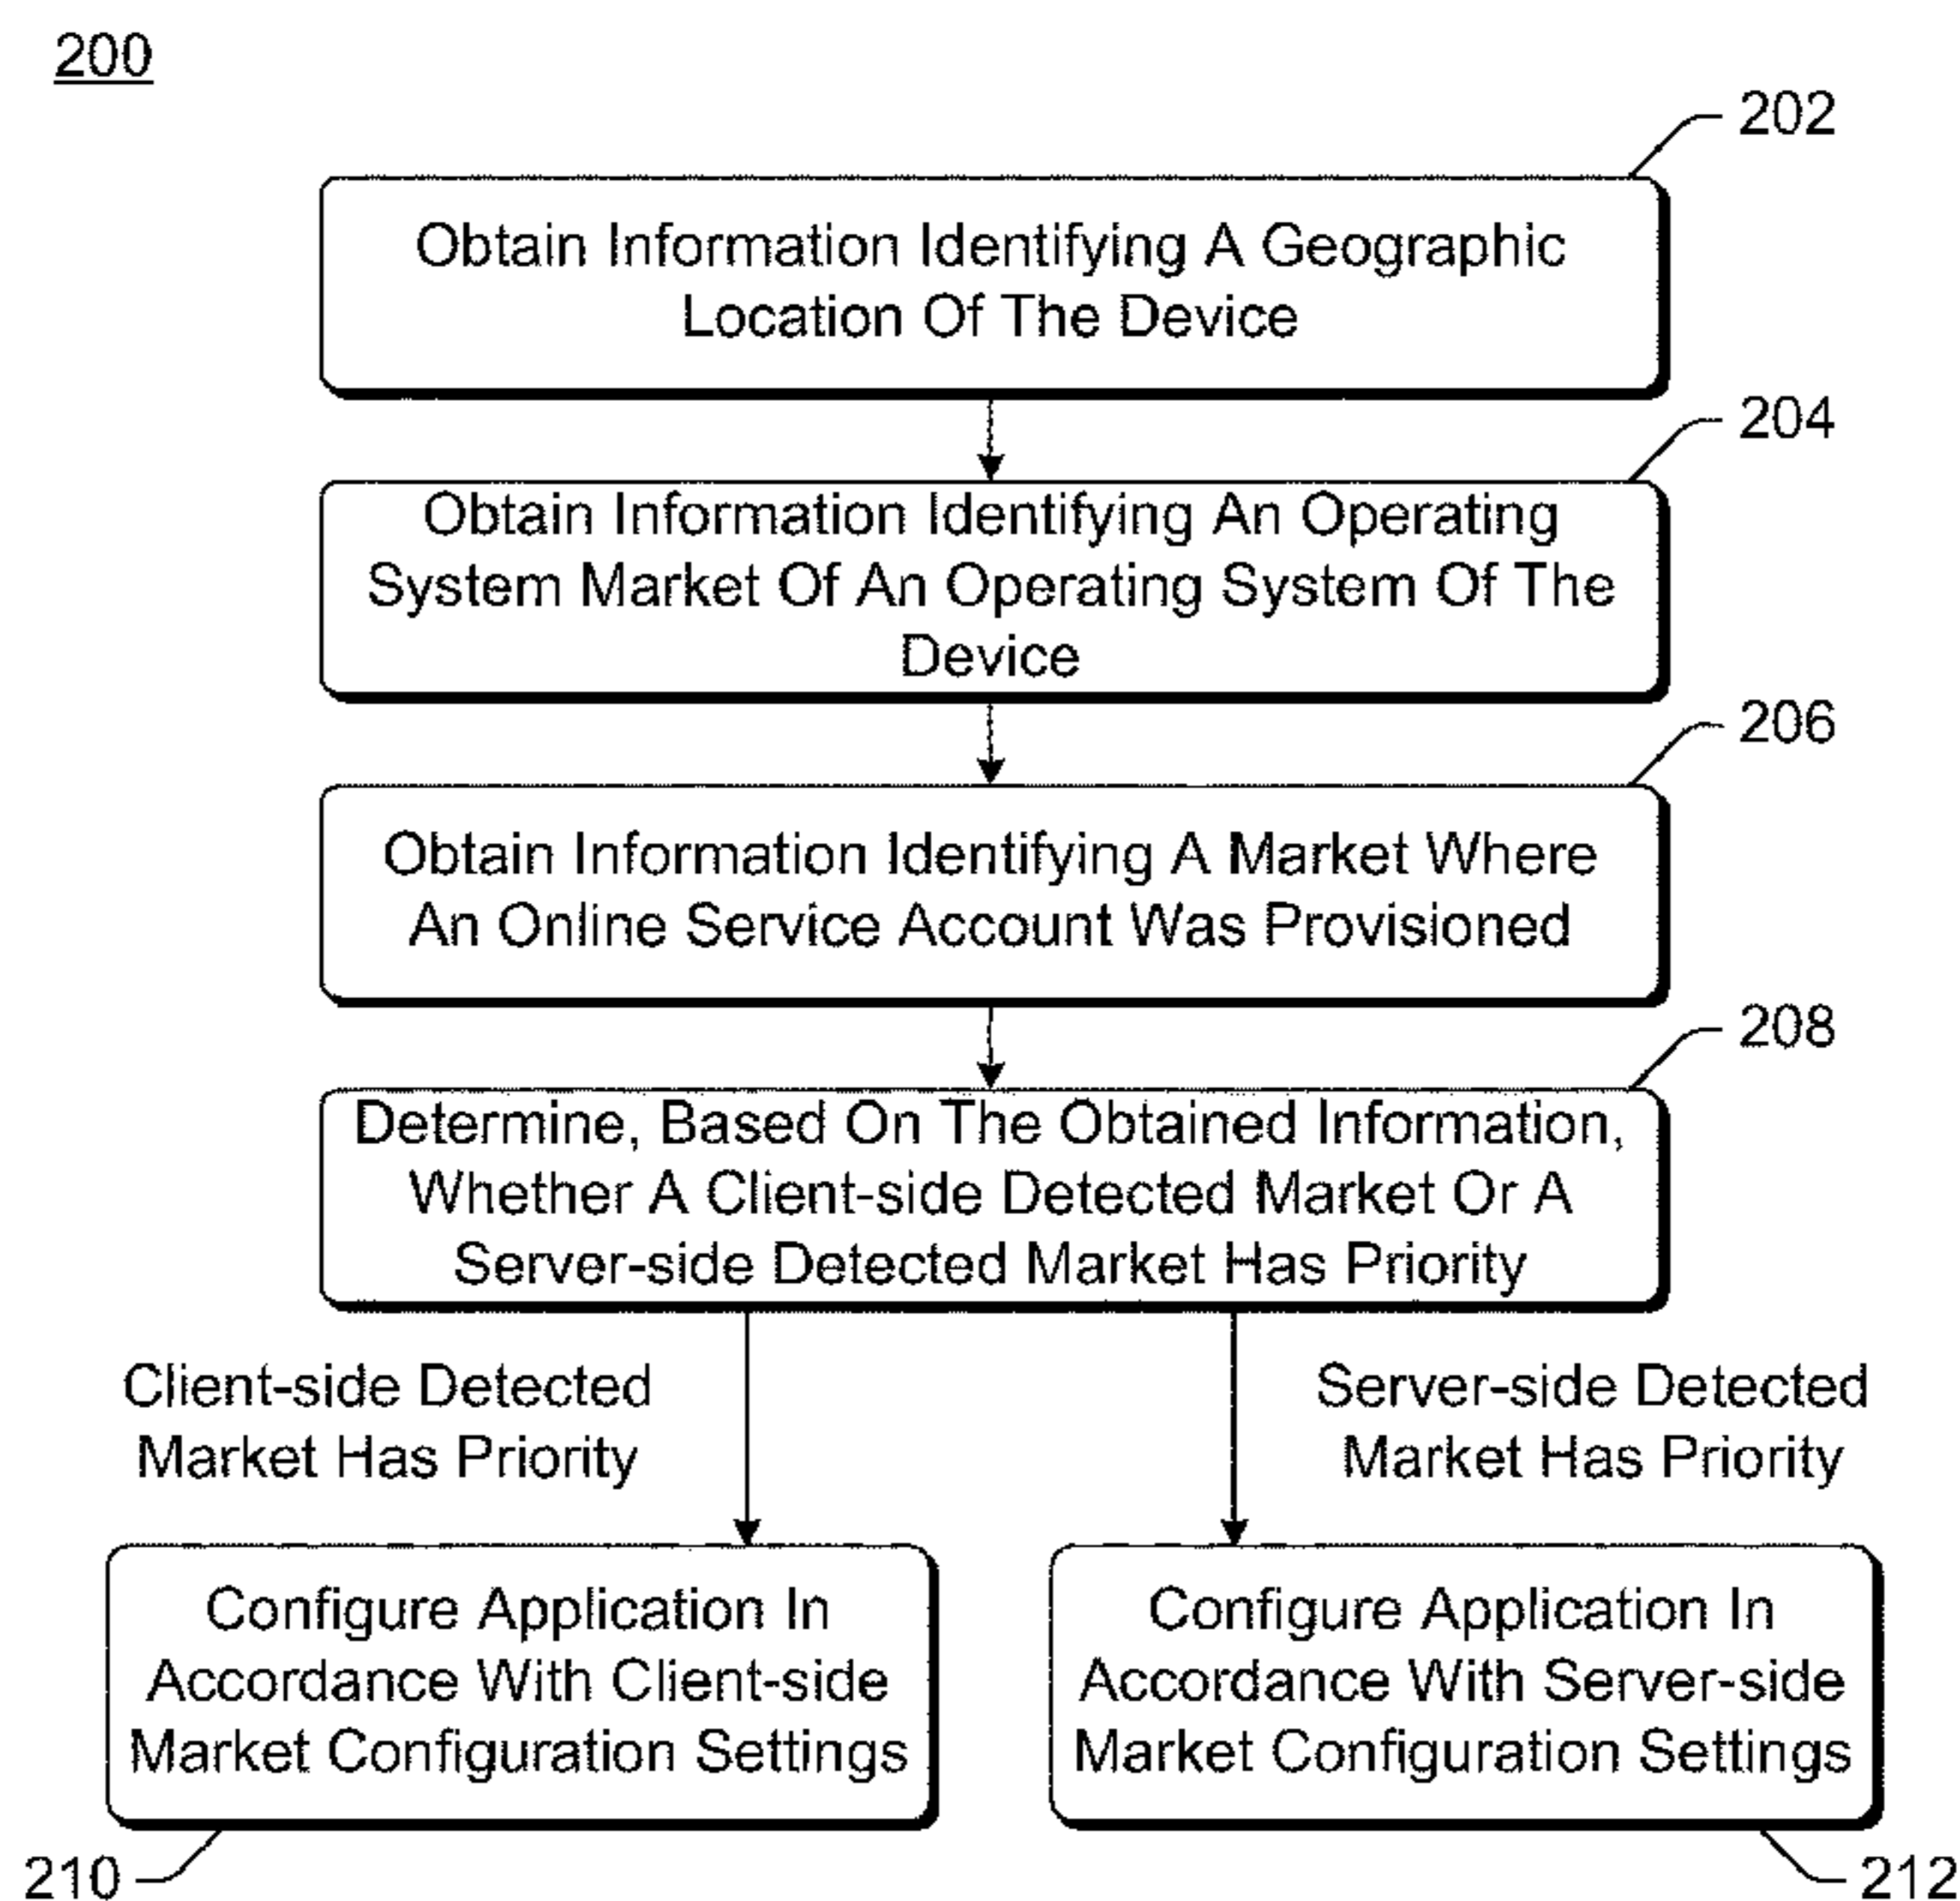 200
202
Obtain Information Identifying A Geographic
Location Of The Device
204
Obtain Information Identifying An Operating
System Market Of An Operating System Of The
Device
206
Obtain Information Identifying A Market Where
An Online Service Account Was Provisioned
208
Determine, Based On The Obtained Information,
Whether A Client-side Detected Market Or A
Server-side Detected Market Has Priority
Client-side Detected
Market Has Priority
Server-side Detected
Market Has Priority
Configure Application In
Accordance With Client-side
Market Configuration Settings
210
Configure Application In
Accordance With Server-side
Market Configuration Settings
212